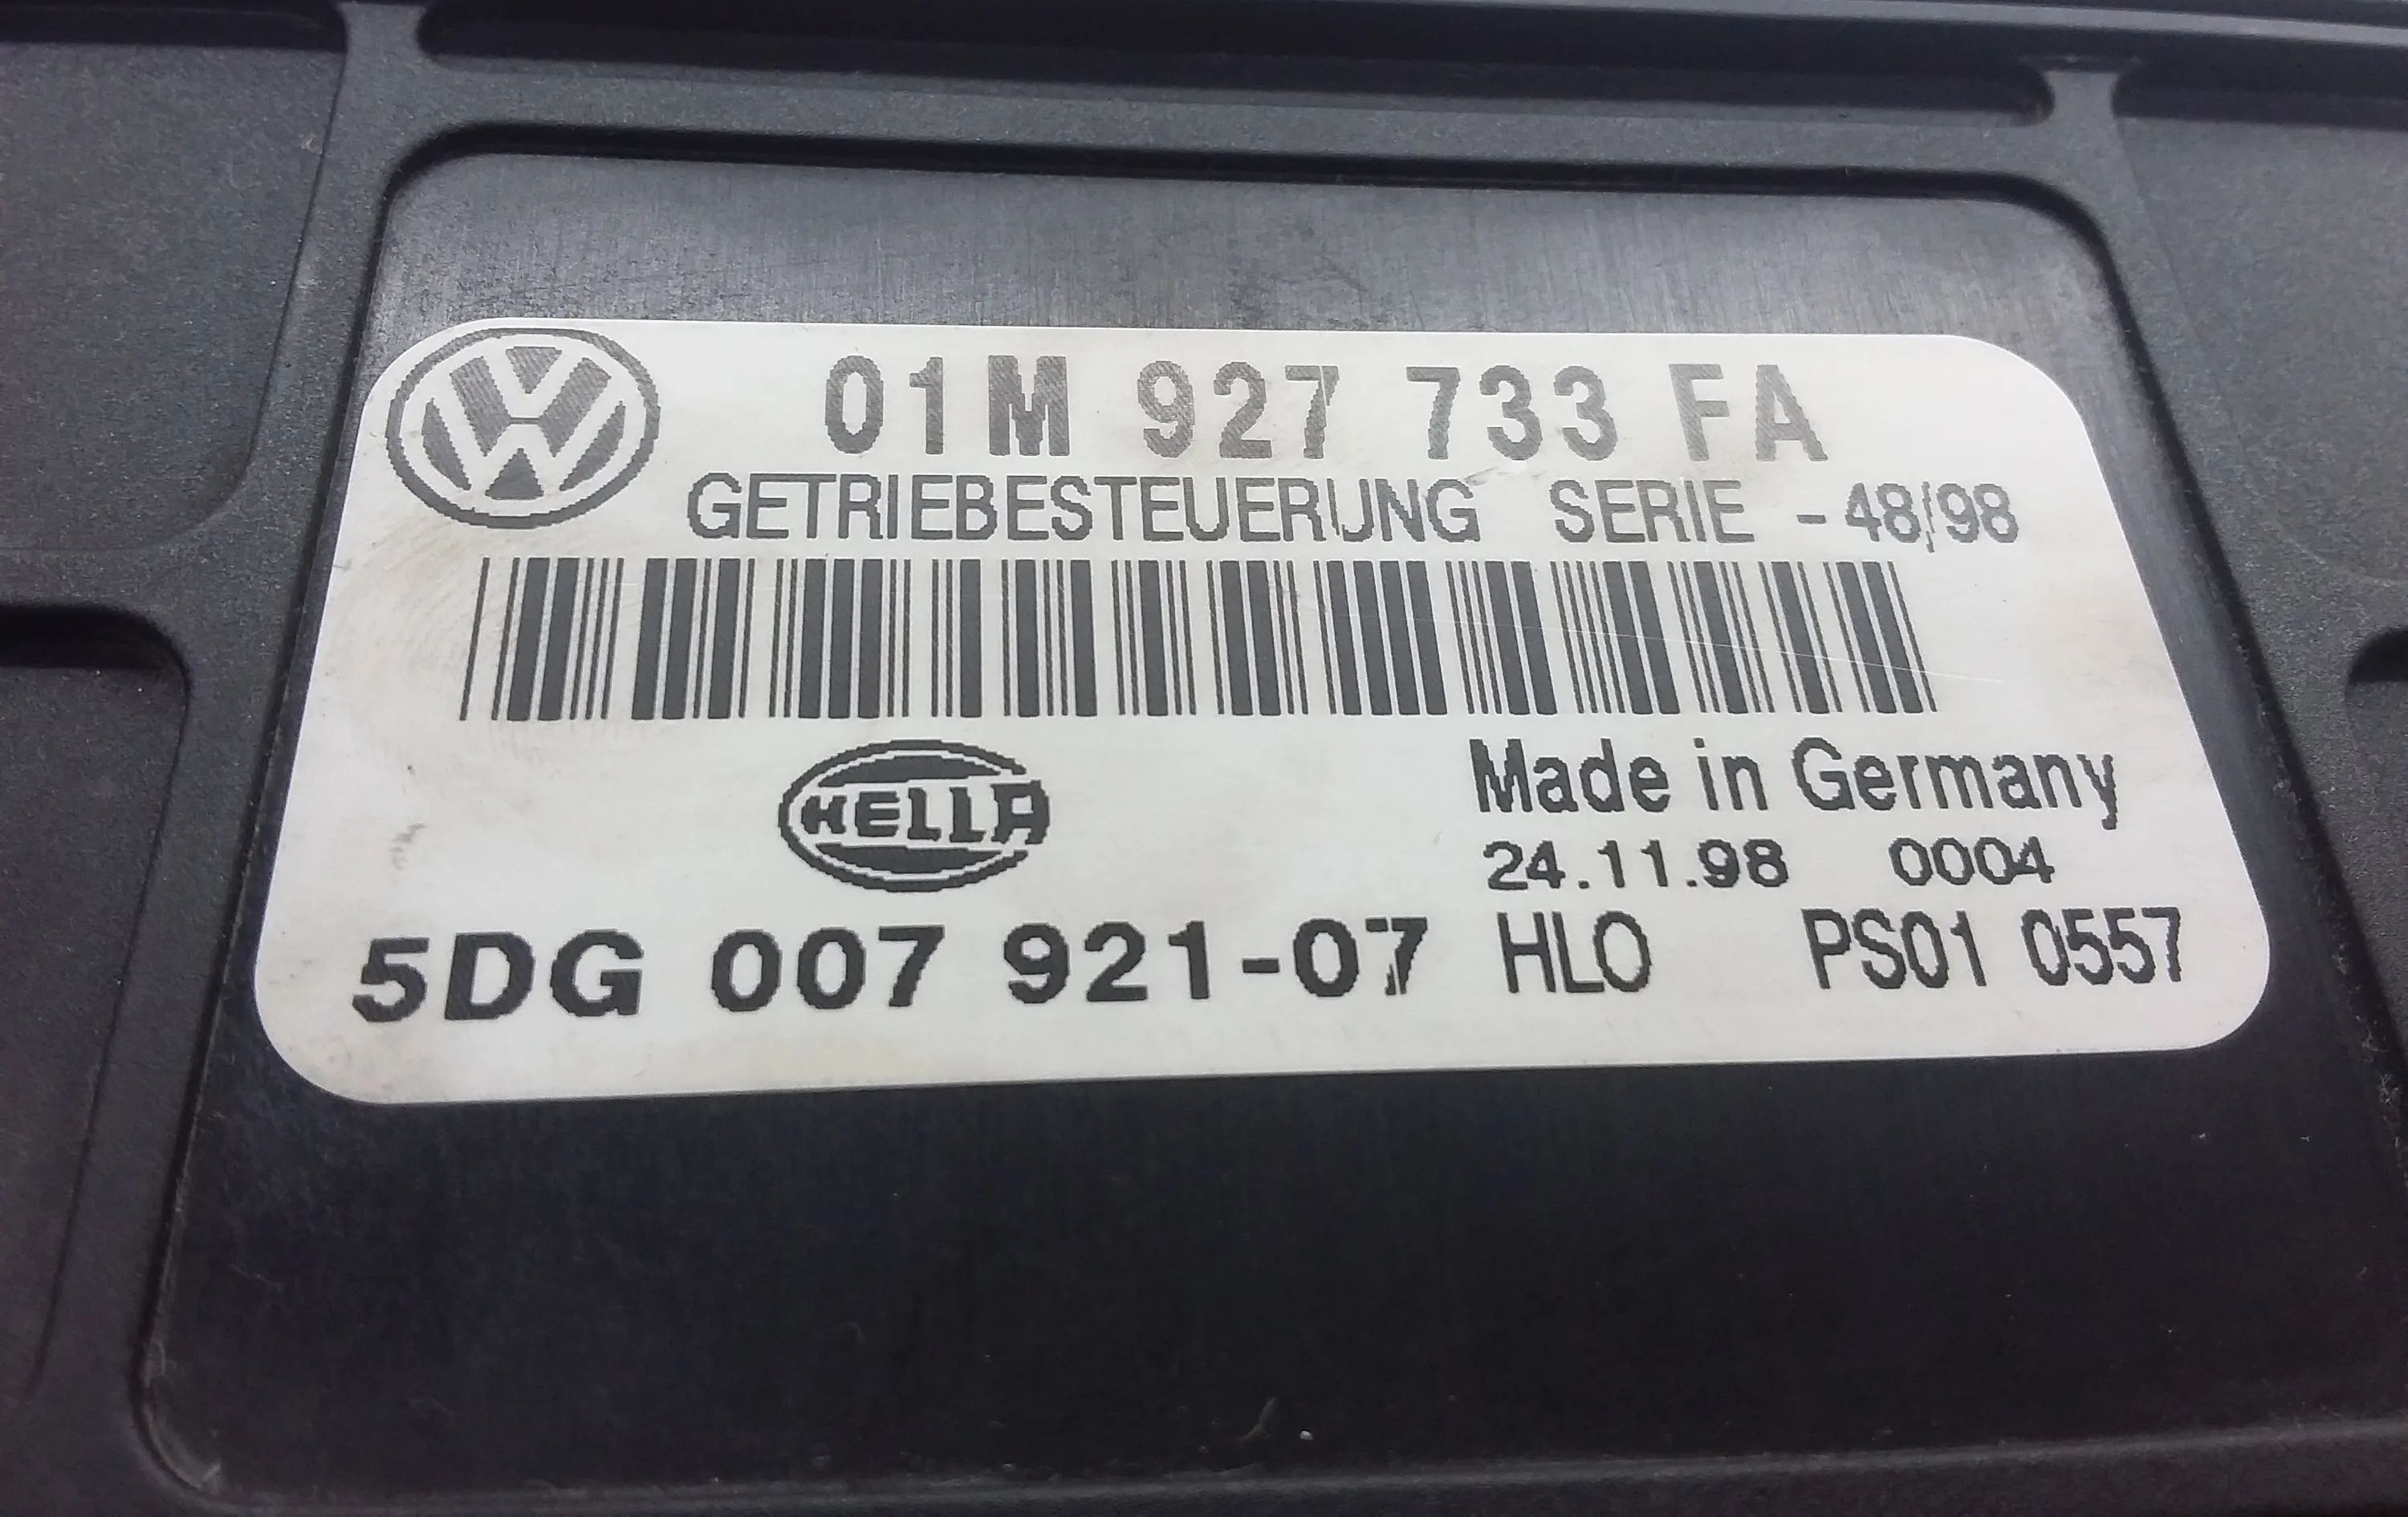 01M 927 733 FA
GETRIEBESTEUERUNG SERIE -48/98
HELLA
Made in Germany
24.11.98 0004
5DG 007 921-07 HLO PS01 0557